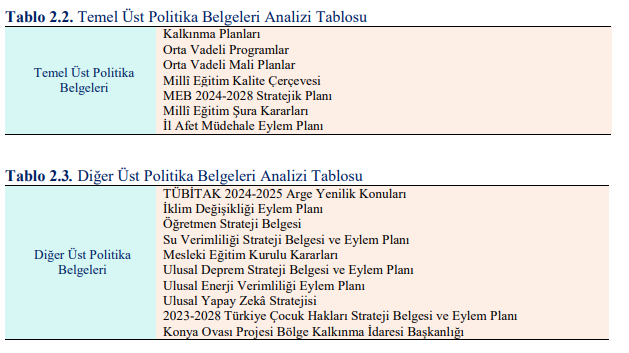 Tablo 2.2. Temel Üst Politika Belgeleri Analizi Tablosu
Temel Üst Politika
Belgeleri
Kalkınma Planları
Orta Vadeli Programlar
Orta Vadeli Mali Planlar
Millî Eğitim Kalite Çerçevesi
MEB 2024-2028 Stratejik Planı
Millî Eğitim Şura Kararları
İl Afet Müdehale Eylem Planı
Tablo 2.3. Diğer Üst Politika Belgeleri Analizi Tablosu
Diğer Üst Politika
Belgeleri
TÜBİTAK 2024-2025 Arge Yenilik Konuları
İklim Değişikliği Eylem Planı
Öğretmen Strateji Belgesi
Su Verimliliği Strateji Belgesi ve Eylem Planı
Mesleki Eğitim Kurulu Kararları
Ulusal Deprem Strateji Belgesi ve Eylem Planı
Ulusal Enerji Verimliliği Eylem Planı
Ulusal Yapay Zekâ Stratejisi
2023-2028 Türkiye Çocuk Hakları Strateji Belgesi ve Eylem Planı
Konya Ovası Projesi Bölge Kalkınma İdaresi Başkanlığı